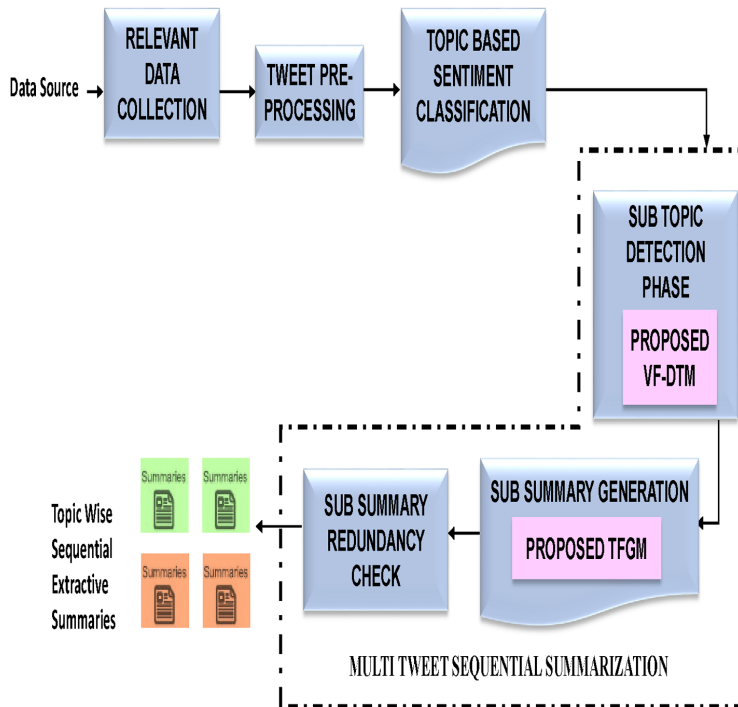 Data Source
RELEVANT
DATA
COLLECTION
TWEET PRE-
PROCESSING
TOPIC BASED
SENTIMENT
CLASSIFICATION
SUB TOPIC
DETECTION
PHASE
PROPOSED
VF-DTM
SUB SUMMARY GENERATION
PROPOSED TFGM
SUB SUMMARY
REDUNDANCY
CHECK
Summaries
Summaries
Summaries
Summaries
Topic Wise
Sequential
Extractive
Summaries
MULTI TWEET SEQUENTIAL SUMMARIZATION